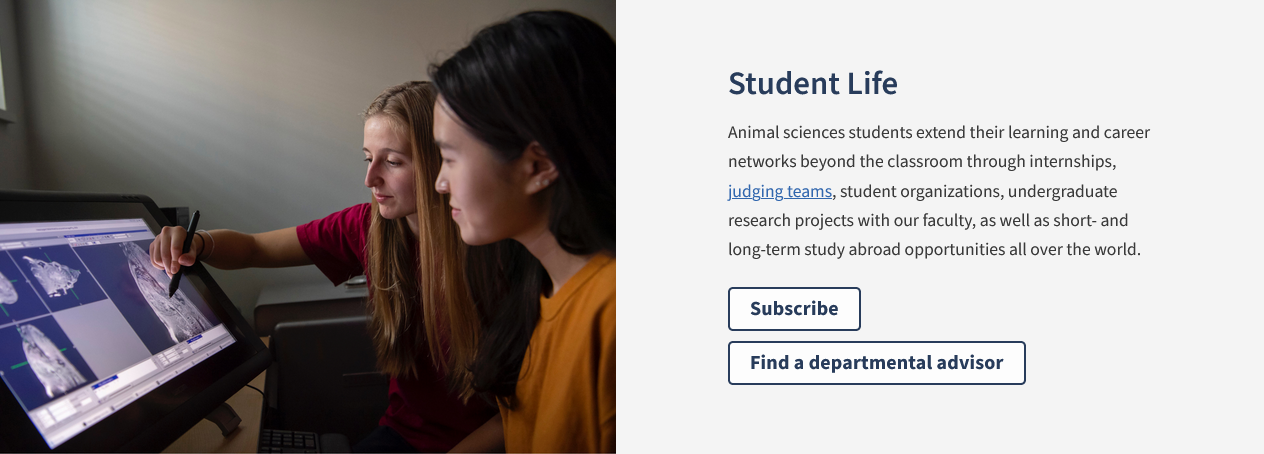 Student Life
Animal sciences students extend their learning and career
networks beyond the classroom through internships,
judging teams, student organizations, undergraduate
research projects with our faculty, as well as short- and
long-term study abroad opportunities all over the world.
Subscribe
Find a departmental advisor